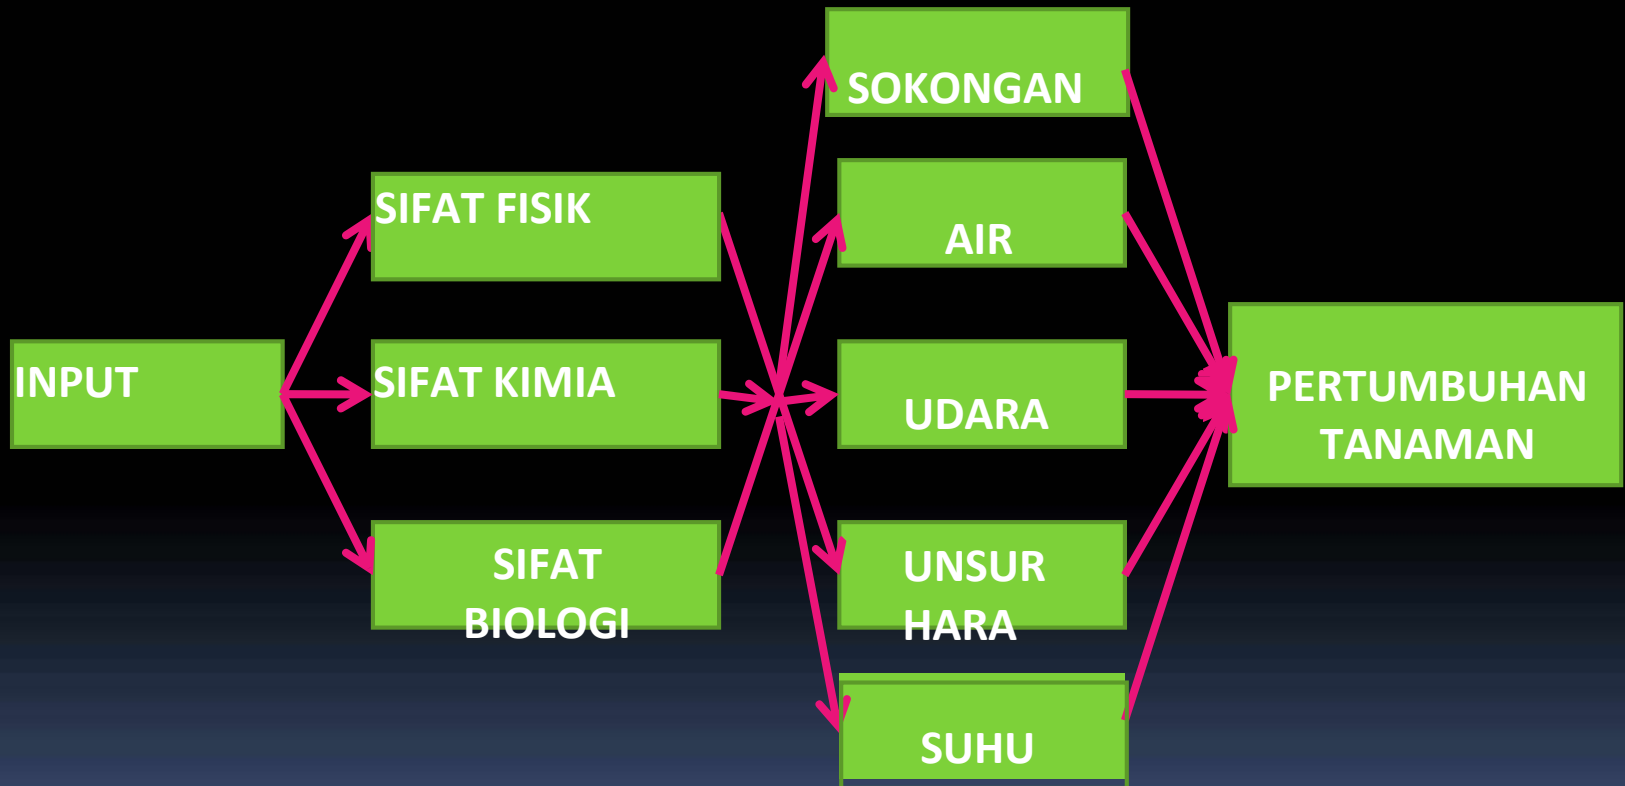 INPUT
SIFAT FISIK
SIFAT KIMIA
SIFAT
BIOLOGI
SOKONGAN
AIR
UDARA
UNSUR
HARA
SUHU
PERTUMBUHAN
TANAMAN